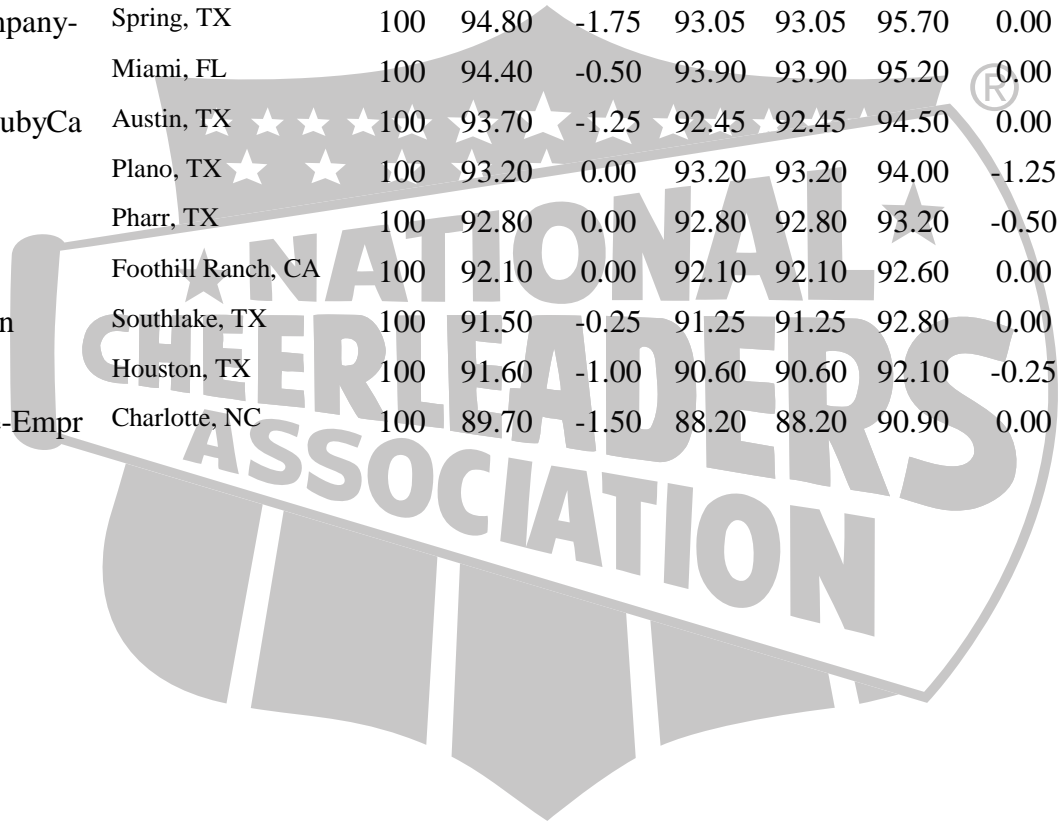 mpany- Spring, TX 100 94.80 -1.75 93.05 93.05 95.70 0.00
Miami, FL 100 94.40 -0.50 93.90 93.90 95.20 0.00
ubyCa Austin, TX 100 93.70 -1.25 92.45 92.45 94.50 0.00
Plano, TX 100 93.20 0.00 93.20 93.20 94.00 -1.25
Pharr, TX 100 92.80 0.00 92.80 92.80 93.20 -0.50
Foothill Ranch, CA 100 92.10 0.00 92.10 92.10 92.60 0.00
n Southlake, TX 100 91.50 -0.25 91.25 91.25 92.80 0.00
Houston, TX 100 91.60 -1.00 90.60 90.60 92.10 -0.25
-Empr Charlotte, NC 100 89.70 -1.50 88.20 88.20 90.90 0.00
®
NATIONAL
CHEERLEADERS
ASSOCIATION